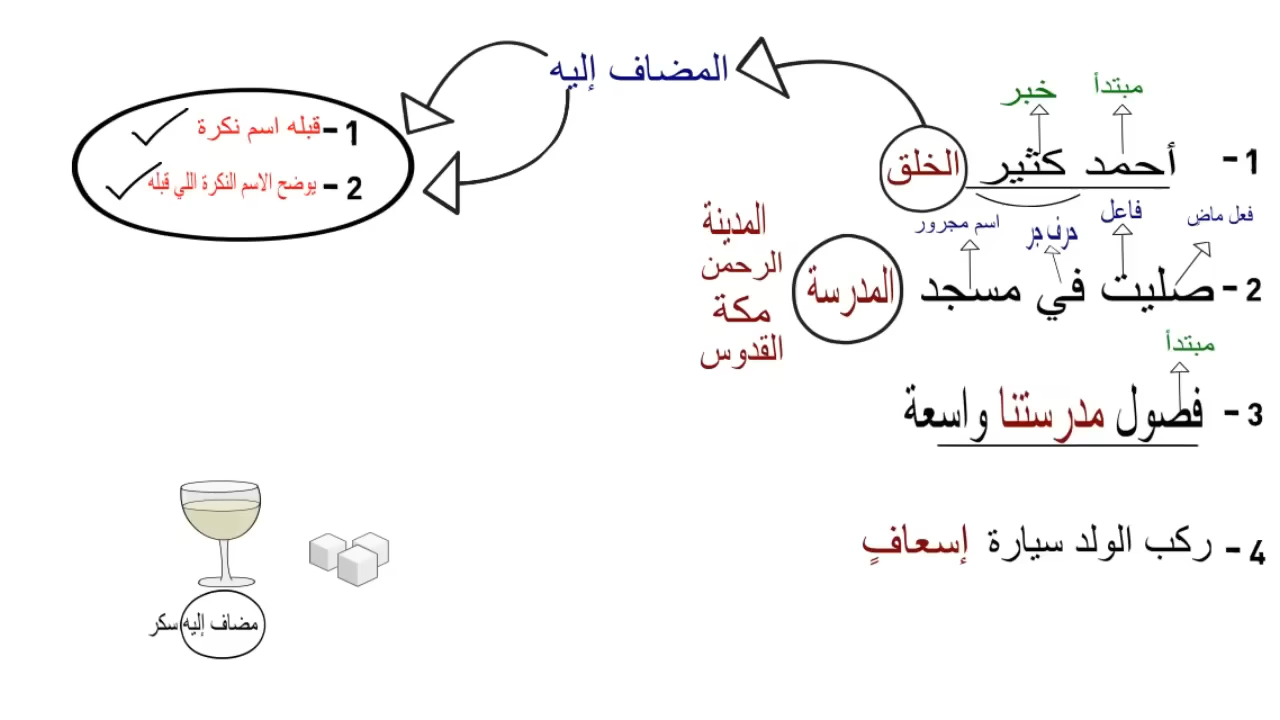 المضاف إليه
1- قبله اسم نكرة
2- يوضح الاسم النكرة اللي قبله
مبتدأ
خبر
1- أحمد كثير الخلق
فعل ماضٍ
فاعل
حرف جر
اسم مجرور
2- صليت في مسجد المدرسة
المدينة
الرحمن
مكة
القدوس
مبتدأ
3- فصول مدرستنا واسعة
4- ركب الولد سيارة إسعافٍ
مضاف إليه سكر